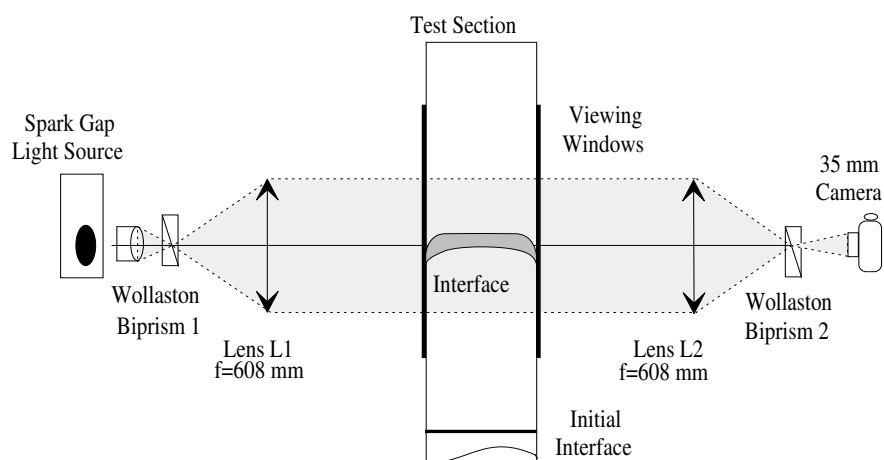 Test Section
Spark Gap
Light Source
Viewing
Windows
35 mm
Camera
Interface
Wollaston
Biprism 1
Wollaston
Biprism 2
Lens L1
f=608 mm
Lens L2
f=608 mm
Initial
Interface